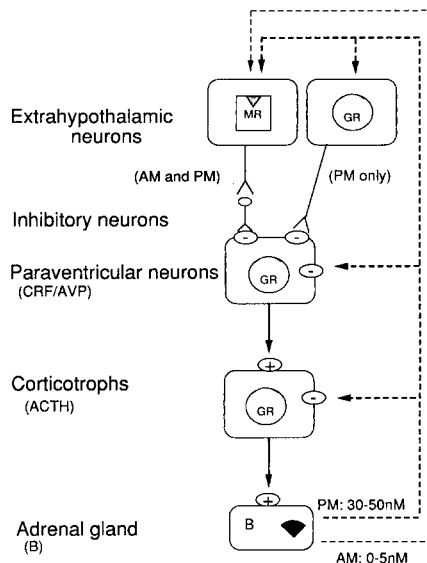 MR
GR
Extrahypothalamic
neurons
(AM and PM)
(PM only)
Inhibitory neurons
-
-
Paraventricular neurons
(CRF/AVP)
GR
-
+
Corticotrophs
(ACTH)
GR
-
+
PM: 30-50nM
Adrenal gland
(B)
B
AM: 0-5nM